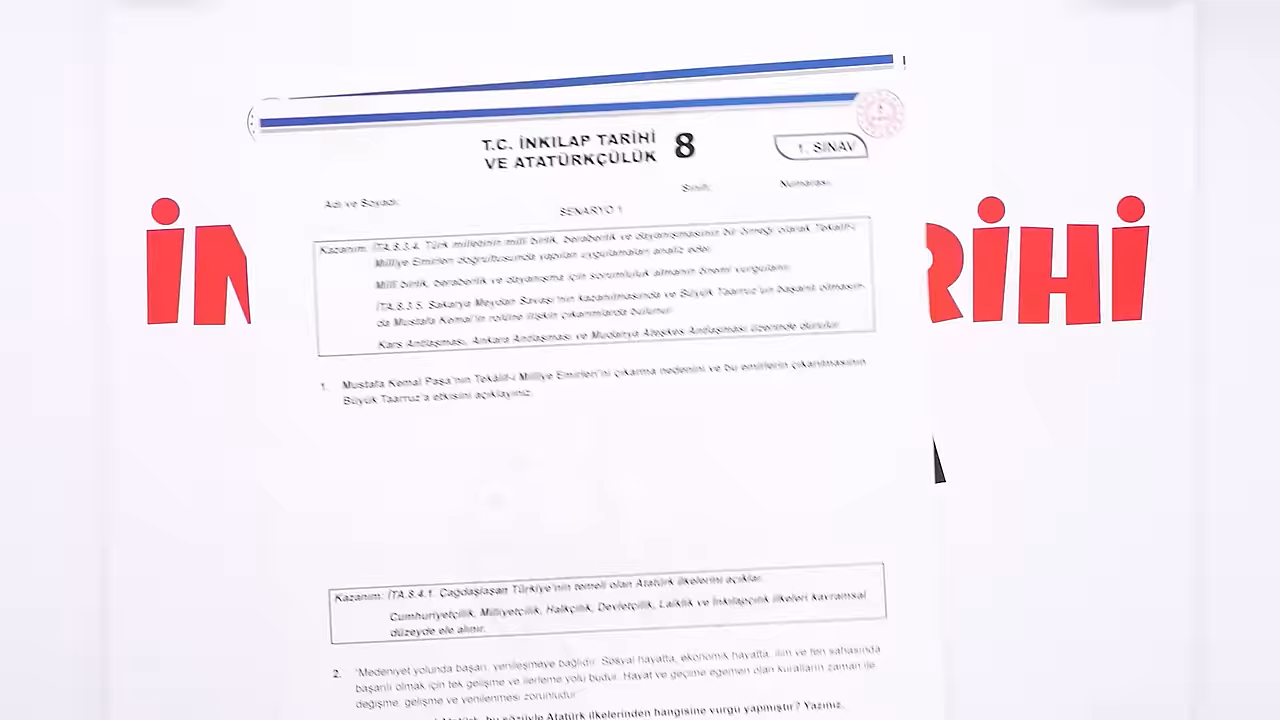 T.C. İNKILAP TARİHİ
VE ATATÜRKÇÜLÜK
8
1. SINAV
Adı ve Soyadı:
Sınıfı:
Numarası:
SENARYO 1
İN
RİHİ
Kazanım: İTA.8.3.4. Türk milletinin millî birlik, beraberlik ve dayanışmasının bir örneği olarak Tekâlif-i
Milliye Emirleri doğrultusunda yapılan uygulamaları analiz eder.
Millî birlik, beraberlik ve dayanışma için sorumluluk almanın önemi vurgulanır.
İTA.8.3.5. Sakarya Meydan Savaşı'nın kazanılmasında ve Büyük Taarruz'un başarılı olmasın-
da Mustafa Kemal'in rolüne ilişkin çıkarımlarda bulunur.
Kars Antlaşması, Ankara Antlaşması ve Mudanya Ateşkes Antlaşması üzerinde durulur.
1. Mustafa Kemal Paşa'nın Tekâlif-i Milliye Emirleri'ni çıkarma nedenini ve bu emirlerin çıkarılmasının
Büyük Taarruz'a etkisini açıklayınız.
Kazanım: İTA.8.4.1. Çağdaşlaşan Türkiye'nin temeli olan Atatürk ilkelerini açıklar.
Cumhuriyetçilik, Milliyetçilik, Halkçılık, Devletçilik, Laiklik ve İnkılapçılık ilkeleri kavramsal
düzeyde ele alınır.
2. "Medeniyet yolunda başarı, yenileşmeye bağlıdır. Sosyal hayatta, ekonomik hayatta, ilim ve fen sahasında
başarılı olmak için tek gelişme ve ilerleme yolu budur. Hayat ve geçime egemen olan kuralların zaman ile
değişme, gelişme ve yenilenmesi zorunludur
Atatürk, bu sözüyle Atatürk ilkelerinden hangisine vurgu yapmıştır? Yazınız.